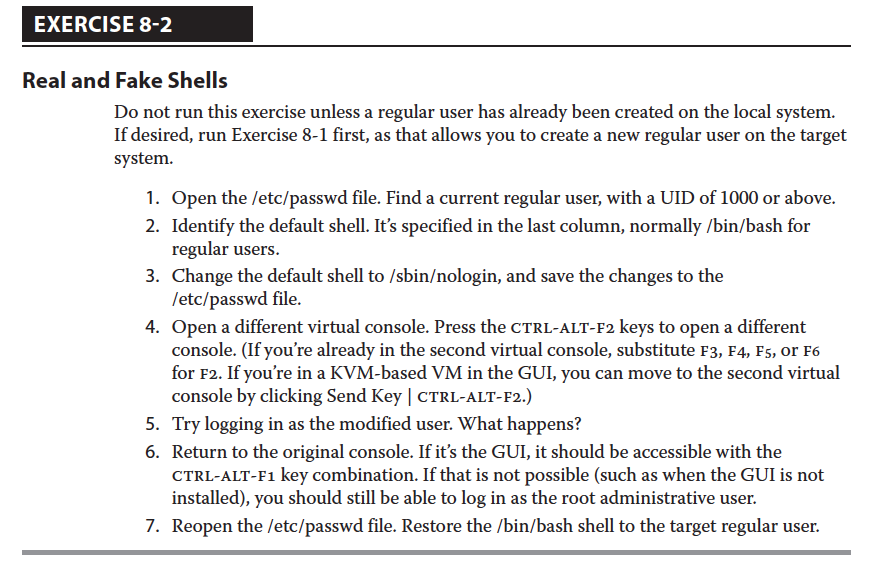 EXERCISE 8-2
Real and Fake Shells
Do not run this exercise unless a regular user has already been created on the local system.
If desired, run Exercise 8-1 first, as that allows you to create a new regular user on the target
system.
1. Open the /etc/passwd file. Find a current regular user, with a UID of 1000 or above.
2. Identify the default shell. It’s specified in the last column, normally /bin/bash for
regular users.
3. Change the default shell to /sbin/nologin, and save the changes to the
/etc/passwd file.
4. Open a different virtual console. Press the CTRL-ALT-F2 keys to open a different
console. (If you’re already in the second virtual console, substitute F3, F4, F5, or F6
for F2. If you’re in a KVM-based VM in the GUI, you can move to the second virtual
console by clicking Send Key | CTRL-ALT-F2.)
5. Try logging in as the modified user. What happens?
6. Return to the original console. If it’s the GUI, it should be accessible with the
CTRL-ALT-F1 key combination. If that is not possible (such as when the GUI is not
installed), you should still be able to log in as the root administrative user.
7. Reopen the /etc/passwd file. Restore the /bin/bash shell to the target regular user.